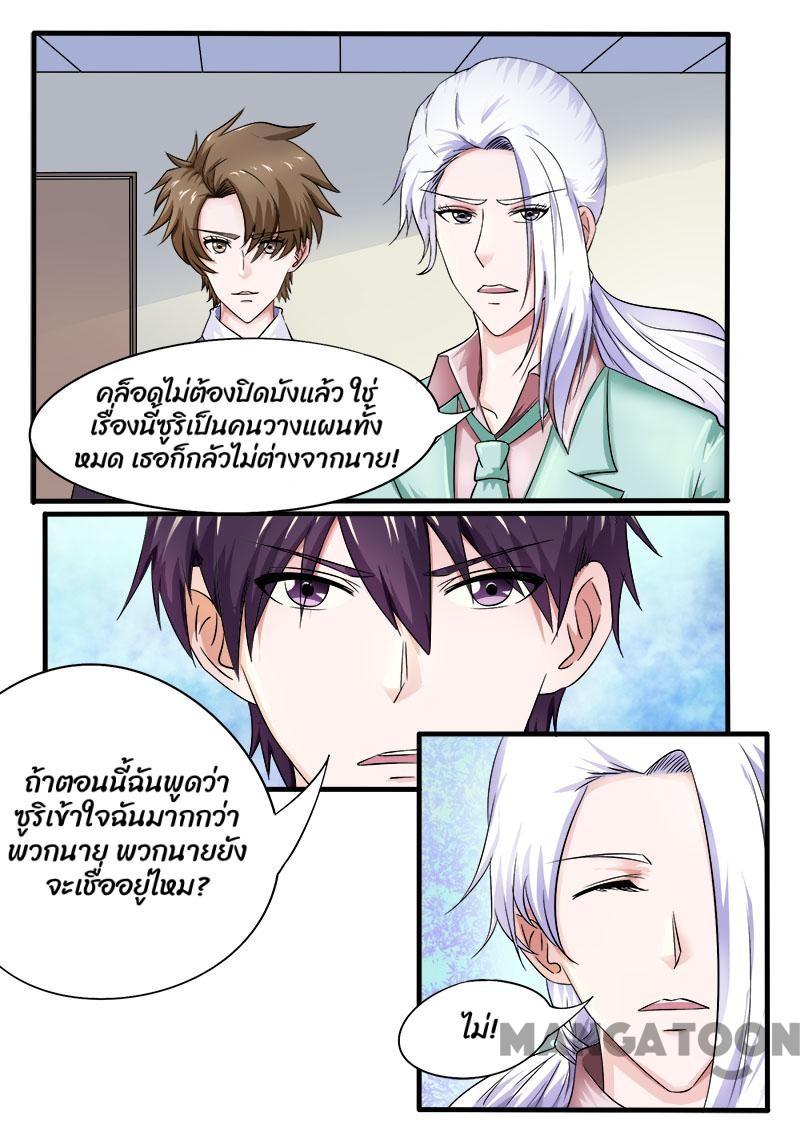 คล็อดไม่ต้องปิดบังแล้ว ใช่
เรื่องนี้ซูริเป็นคนวางแผนทั้ง
หมด เธอก็กลัวไม่ต่างจากนาย!
ถ้าตอนนี้ฉันพูดว่า
ซูริเข้าใจฉันมากกว่า
พวกนาย พวกนายยัง
จะเชื่ออยู่ไหม?
ไม่!
MANGATOON